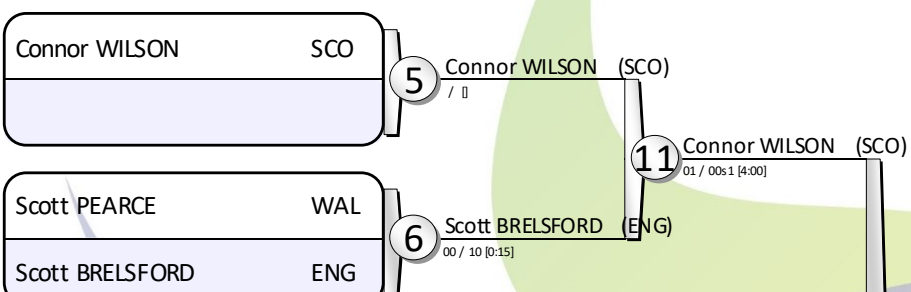 Connor WILSON SCO
5 Connor WILSON (SCO)
/ []
11 Connor WILSON (SCO)
01 / 00s1 [4:00]
Scott PEARCE WAL
6 Scott BRELSFORD (ENG)
00 / 10 [0:15]
Scott BRELSFORD ENG